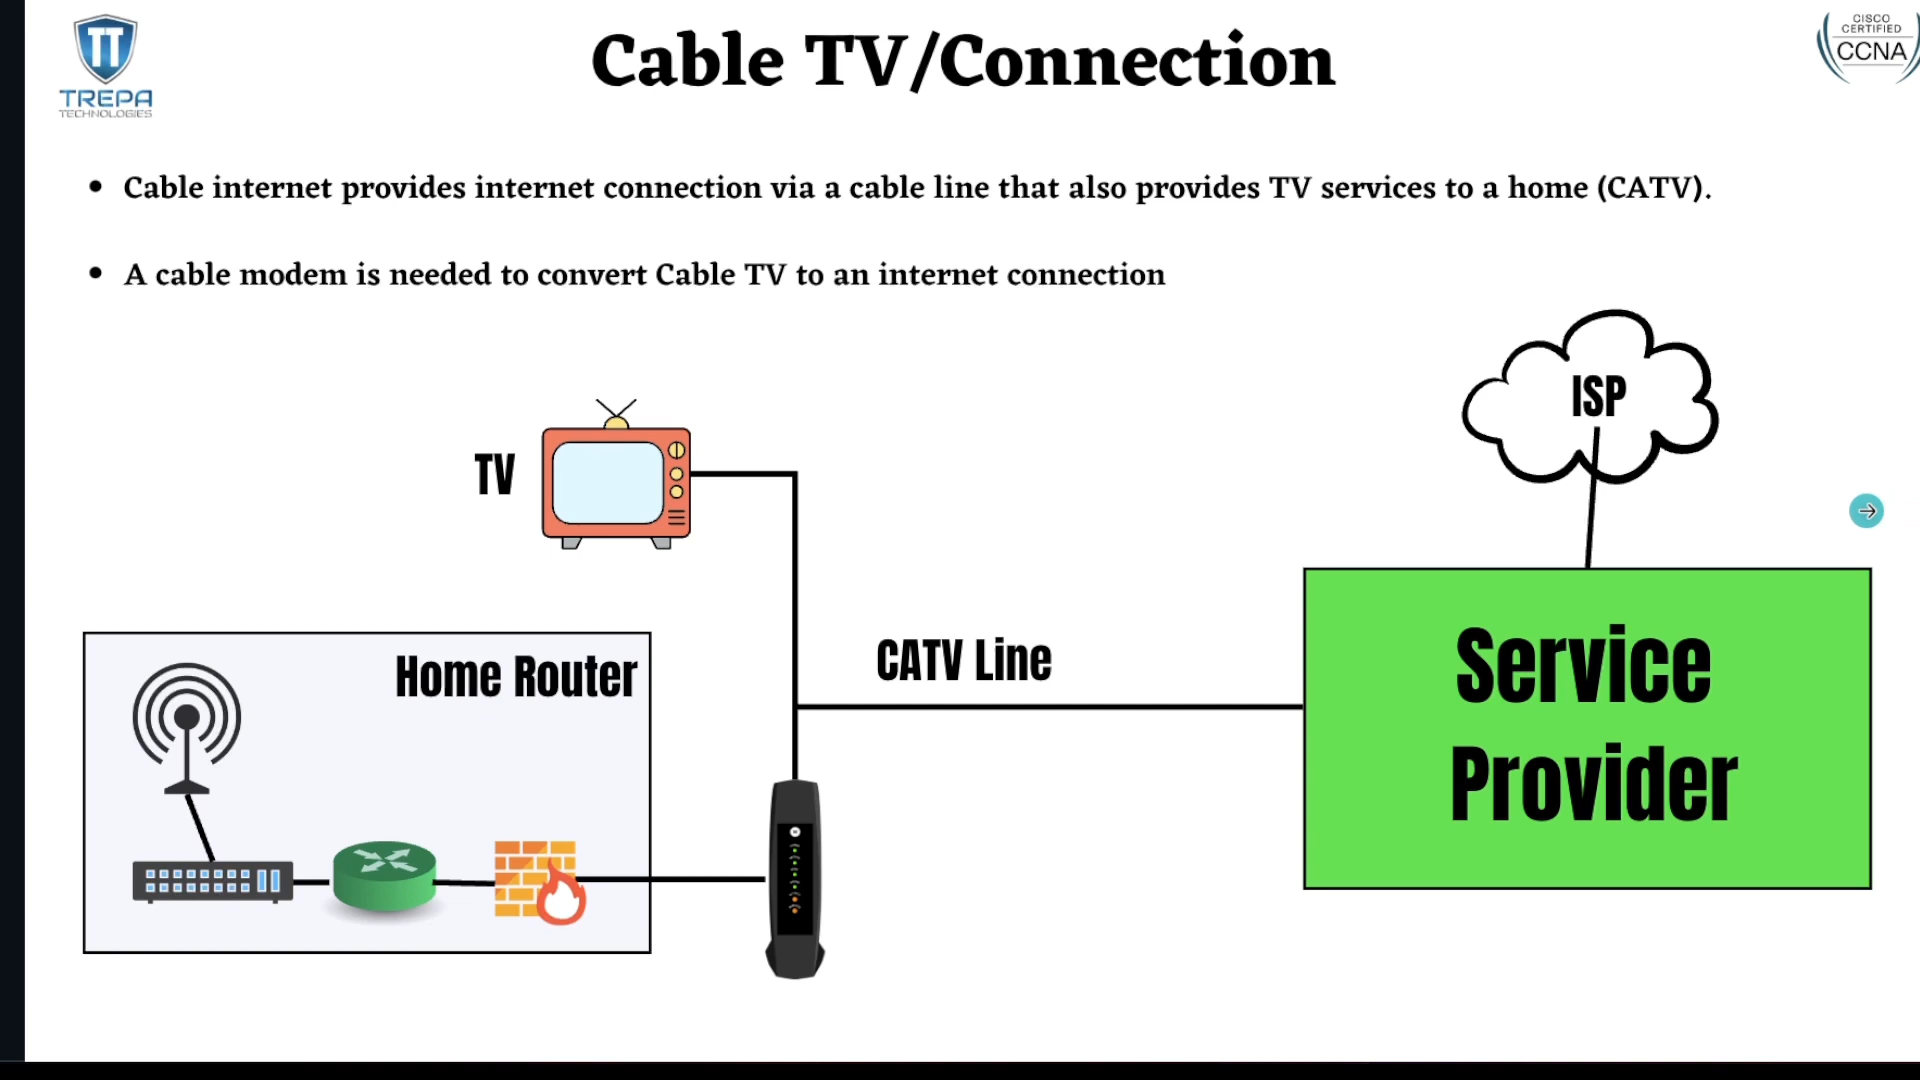 TREPA
TECHNOLOGIES
Cable TV/Connection
CISCO
CERTIFIED
CCNA
• Cable internet provides internet connection via a cable line that also provides TV services to a home (CATV).
• A cable modem is needed to convert Cable TV to an internet connection
ISP
TV
Home Router
CATV Line
Service
Provider